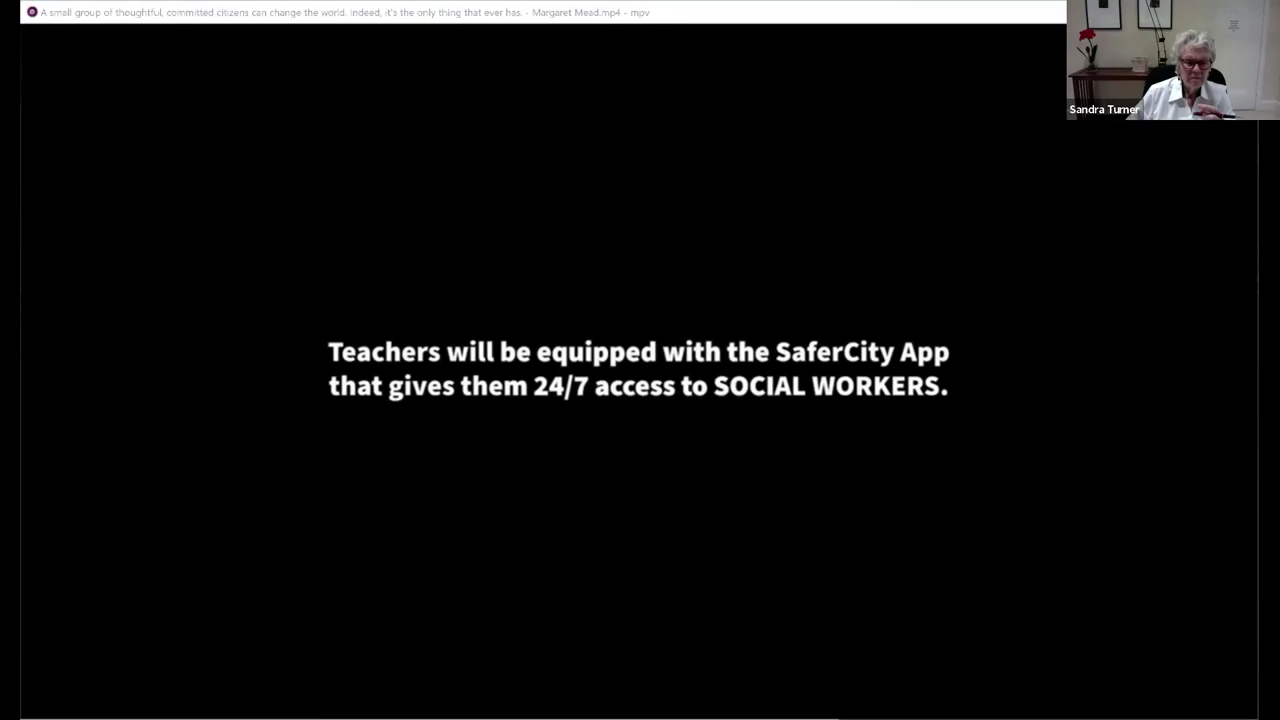 A small group of thoughtful, committed citizens can change the world. Indeed, it's the only thing that ever has. - Margaret Mead.mp4 - mpv
Sandra Turner
Teachers will be equipped with the SaferCity App
that gives them 24/7 access to SOCIAL WORKERS.